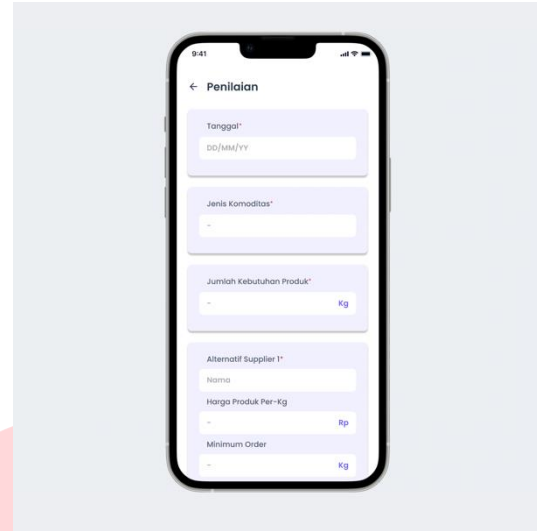 9:41
← Penilaian
Tanggal*
DD/MM/YY
Jenis Komoditas*
-
Jumlah Kebutuhan Produk*
- Kg
Alternatif Supplier 1*
Nama
Harga Produk Per-Kg
- Rp
Minimum Order
- Kg